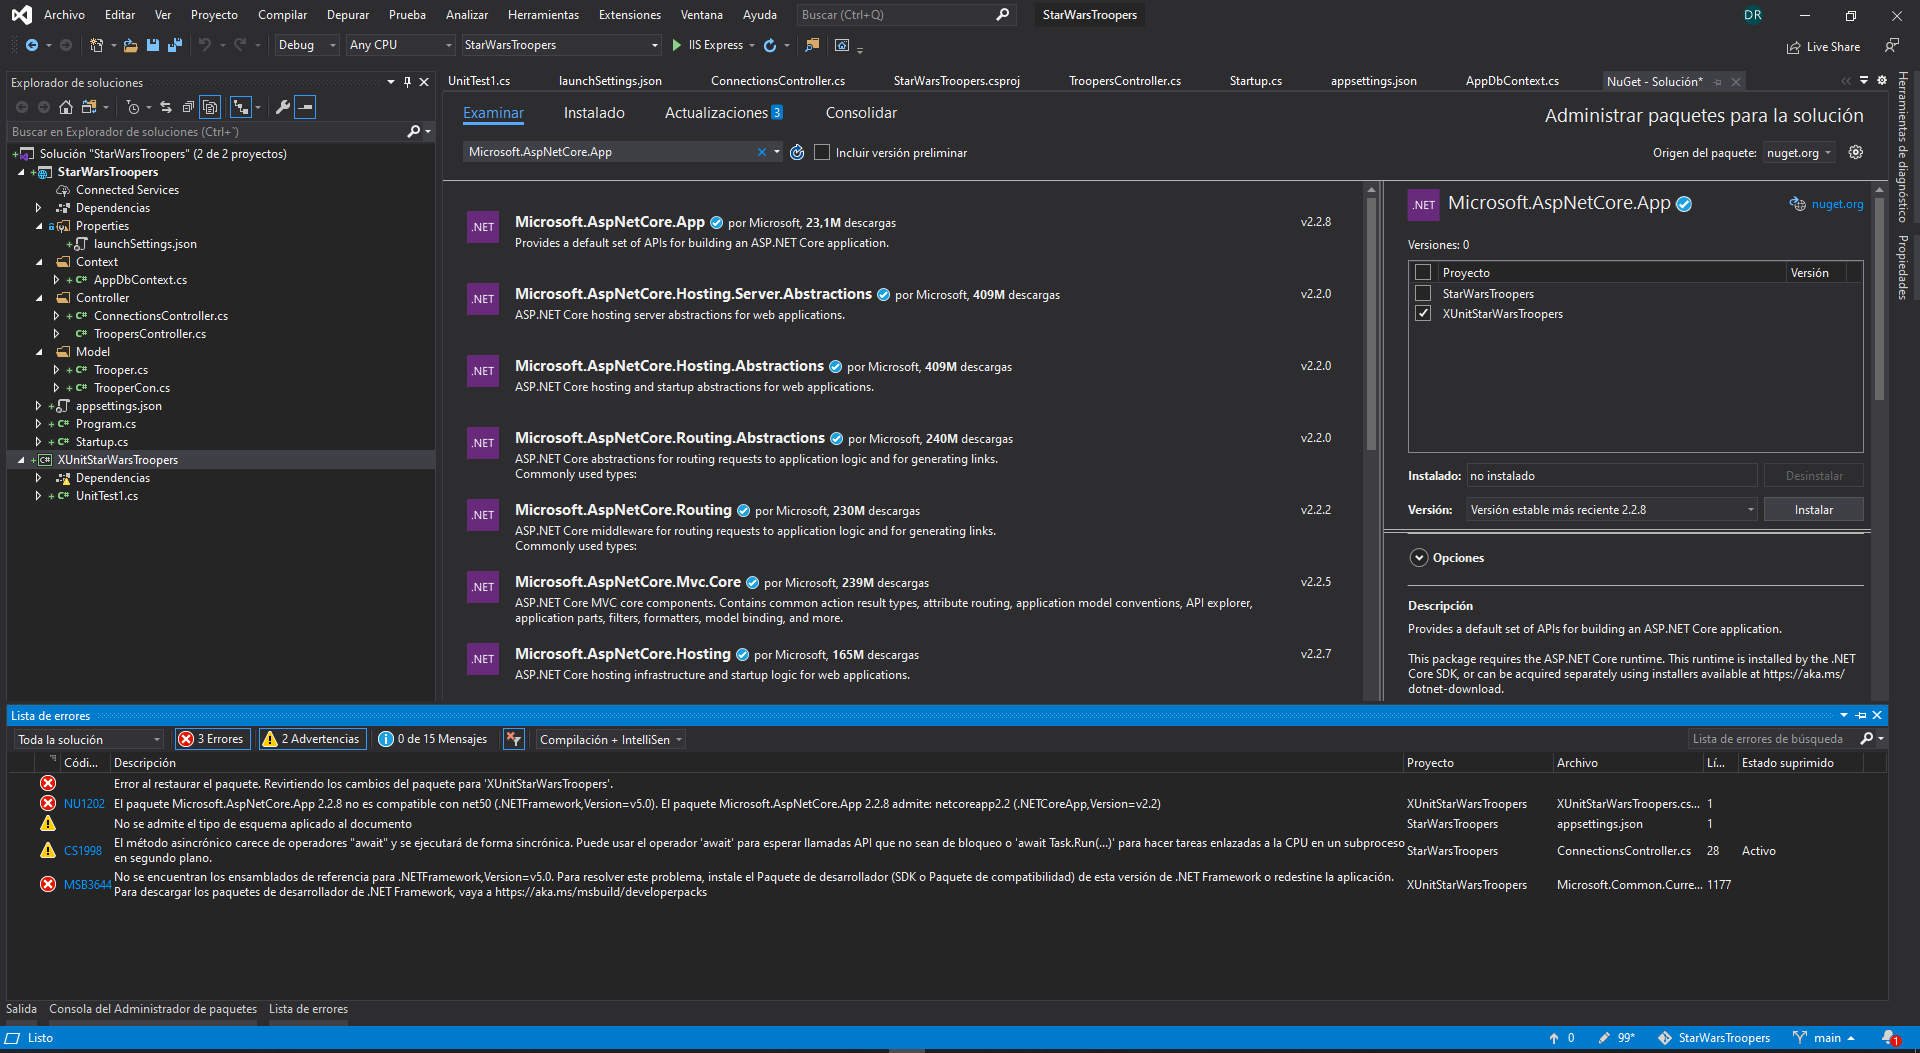 Archivo Editar Ver Proyecto Compilar Depurar Prueba Analizar Herramientas Extensiones Ventana Ayuda Buscar (Ctrl+Q) StarWarsTroopers DR
Debug Any CPU StarWarsTroopers IIS Express Live Share
Explorador de soluciones
Buscar en Explorador de soluciones (Ctrl+`)
Solución "StarWarsTroopers" (2 de 2 proyectos)
StarWarsTroopers
Connected Services
Dependencias
Properties
launchSettings.json
Context
AppDbContext.cs
Controller
ConnectionsController.cs
TroopersController.cs
Model
Trooper.cs
TrooperCon.cs
appsettings.json
Program.cs
Startup.cs
XUnitStarWarsTroopers
Dependencias
UnitTest1.cs
UnitTest1.cs launchSettings.json ConnectionsController.cs StarWarsTroopers.csproj TroopersController.cs Startup.cs appsettings.json AppDbContext.cs NuGet - Solución*
Examinar Instalado Actualizaciones 3 Consolidar
Administrar paquetes para la solución
Microsoft.AspNetCore.App Incluir versión preliminar
Origen del paquete: nuget.org
.NET Microsoft.AspNetCore.App por Microsoft, 23,1M descargas v2.2.8
Provides a default set of APIs for building an ASP.NET Core application.
.NET Microsoft.AspNetCore.Hosting.Server.Abstractions por Microsoft, 409M descargas v2.2.0
ASP.NET Core hosting server abstractions for web applications.
.NET Microsoft.AspNetCore.Hosting.Abstractions por Microsoft, 409M descargas v2.2.0
ASP.NET Core hosting and startup abstractions for web applications.
.NET Microsoft.AspNetCore.Routing.Abstractions por Microsoft, 240M descargas v2.2.0
ASP.NET Core abstractions for routing requests to application logic and for generating links.
Commonly used types:
.NET Microsoft.AspNetCore.Routing por Microsoft, 230M descargas v2.2.2
ASP.NET Core middleware for routing requests to application logic and for generating links.
Commonly used types:
.NET Microsoft.AspNetCore.Mvc.Core por Microsoft, 239M descargas v2.2.5
ASP.NET Core MVC core components. Contains common action result types, attribute routing, application model conventions, API explorer,
application parts, filters, formatters, model binding, and more.
.NET Microsoft.AspNetCore.Hosting por Microsoft, 165M descargas v2.2.7
ASP.NET Core hosting infrastructure and startup logic for web applications.
.NET Microsoft.AspNetCore.App nuget.org
Versiones: 0
Proyecto Versión
StarWarsTroopers
XUnitStarWarsTroopers
Instalado: no instalado Desinstalar
Versión: Versión estable más reciente 2.2.8 Instalar
Opciones
Descripción
Provides a default set of APIs for building an ASP.NET Core application.
This package requires the ASP.NET Core runtime. This runtime is installed by the .NET
Core SDK, or can be acquired separately using installers available at https://aka.ms/
dotnet-download.
Herramientas de diagnóstico
Propiedades
Lista de errores
Toda la solución 3 Errores 2 Advertencias 0 de 15 Mensajes Compilación + IntelliSen Lista de errores de búsqueda
Códi... Descripción Proyecto Archivo Lí... Estado suprimido
Error al restaurar el paquete. Revirtiendo los cambios del paquete para 'XUnitStarWarsTroopers'.
NU1202 El paquete Microsoft.AspNetCore.App 2.2.8 no es compatible con net50 (.NETFramework,Version=v5.0). El paquete Microsoft.AspNetCore.App 2.2.8 admite: netcoreapp2.2 (.NETCoreApp,Version=v2.2) XUnitStarWarsTroopers XUnitStarWarsTroopers.cs... 1
No se admite el tipo de esquema aplicado al documento StarWarsTroopers appsettings.json 1
CS1998 El método asincrónico carece de operadores "await" y se ejecutará de forma sincrónica. Puede usar el operador 'await' para esperar llamadas API que no sean de bloqueo o 'await Task.Run(...)' para hacer tareas enlazadas a la CPU en un subproceso
en segundo plano. StarWarsTroopers ConnectionsController.cs 28 Activo
MSB3644 No se encuentran los ensamblados de referencia para .NETFramework,Version=v5.0. Para resolver este problema, instale el Paquete de desarrollador (SDK o Paquete de compatibilidad) de esta versión de .NET Framework o redestine la aplicación.
Para descargar los paquetes de desarrollador de .NET Framework, vaya a https://aka.ms/msbuild/developerpacks XUnitStarWarsTroopers Microsoft.Common.Curre... 1177
Salida Consola del Administrador de paquetes Lista de errores
Listo 0 99* StarWarsTroopers main 1